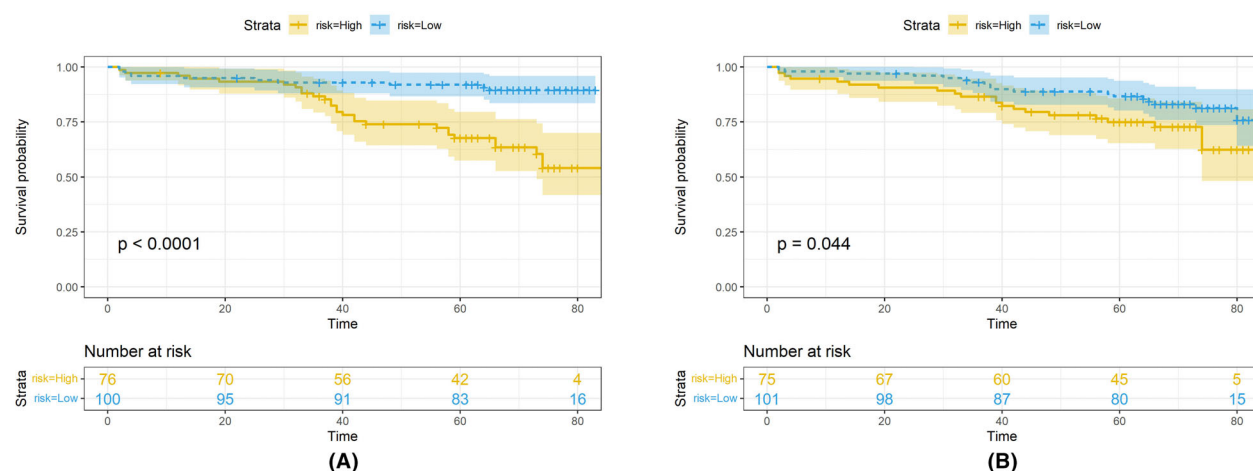 Strata risk=High risk=Low
1.00
0.75
0.50
0.25
0.00
Survival probability
p < 0.0001
0 20 40 60 80
Time
Number at risk
Strata
risk=High 76 70 56 42 4
risk=Low 100 95 91 83 16
0 20 40 60 80
Time
(A)
Strata risk=High risk=Low
1.00
0.75
0.50
0.25
0.00
Survival probability
p = 0.044
0 20 40 60 80
Time
Number at risk
Strata
risk=High 75 67 60 45 5
risk=Low 101 98 87 80 15
0 20 40 60 80
Time
(B)